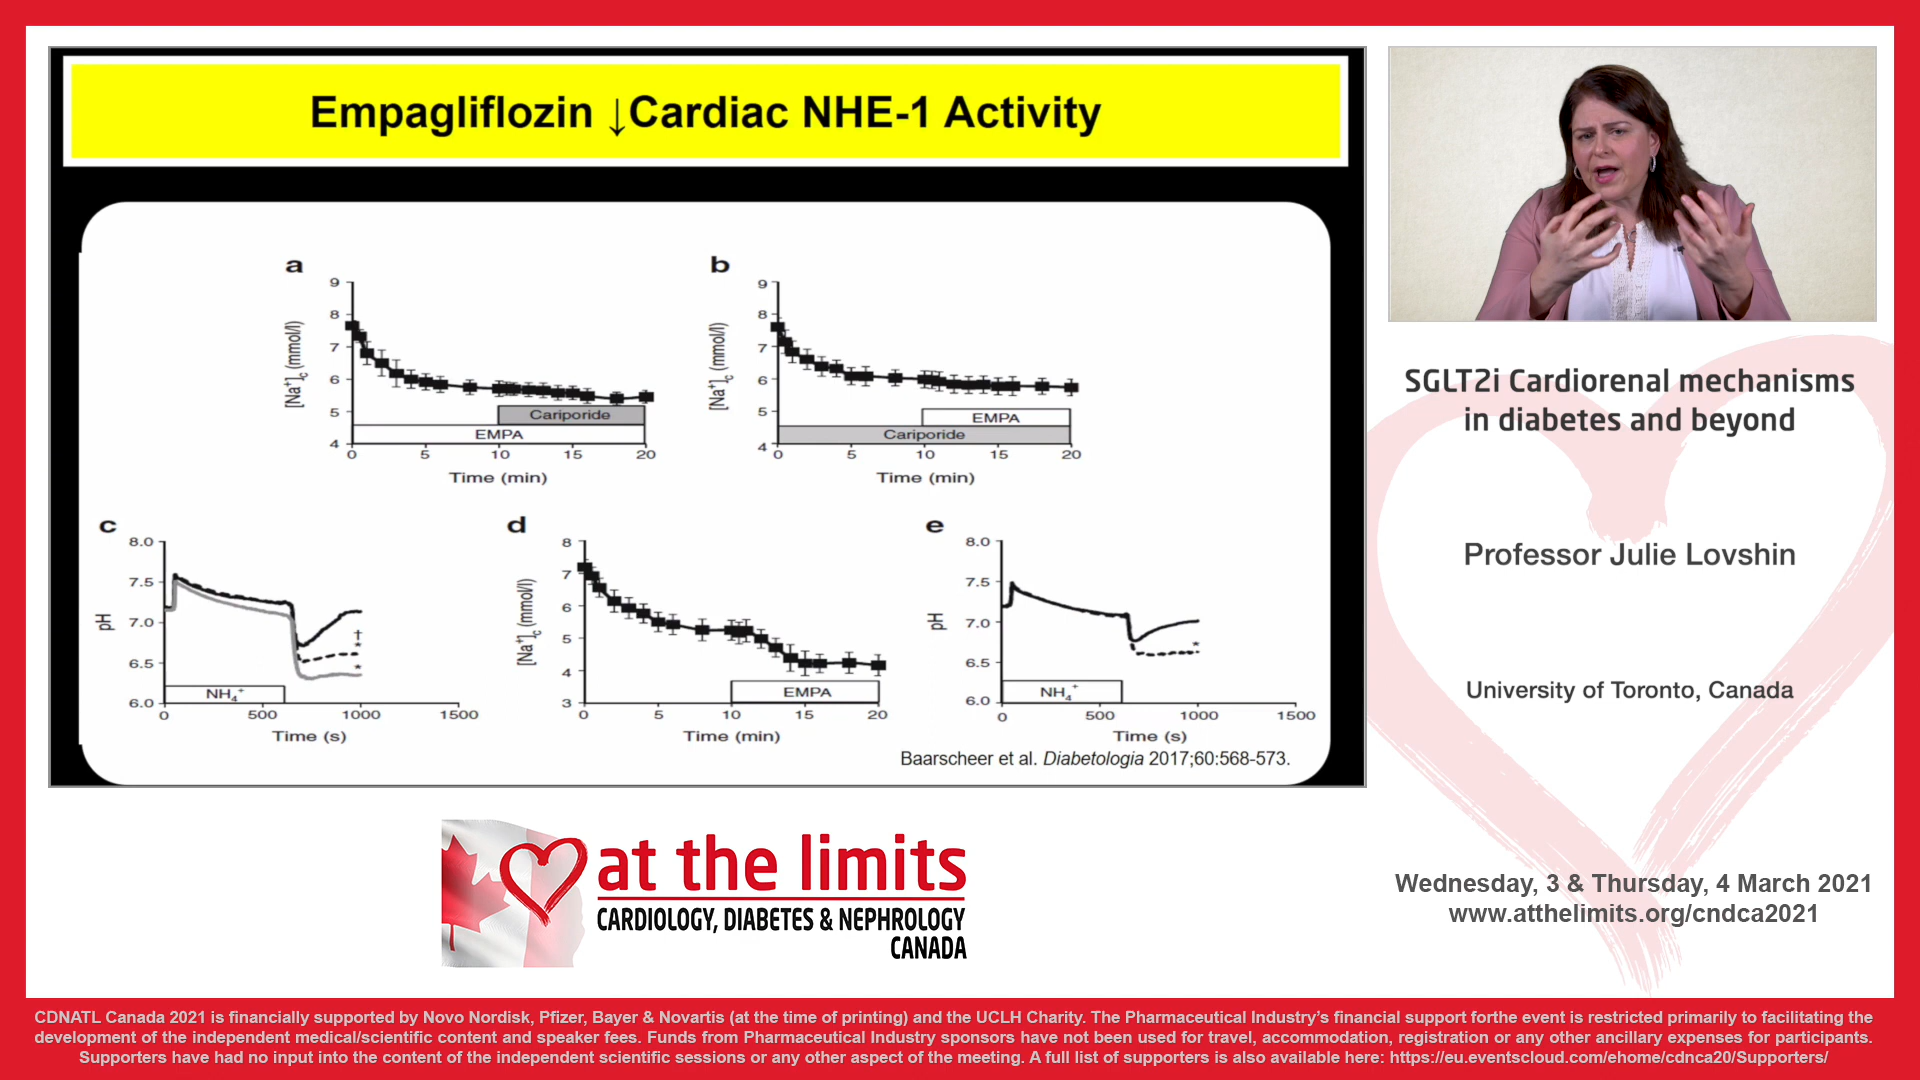 Empagliflozin ↓Cardiac NHE-1 Activity
a
[Na⁺]c (mmol/l)
9
8
7
6
5
4
Cariporide
EMPA
0 5 10 15 20
Time (min)
b
[Na⁺]c (mmol/l)
9
8
7
6
5
4
EMPA
Cariporide
0 5 10 15 20
Time (min)
c
pH
8.0
7.5
7.0
6.5
6.0
†
*
*
NH₄⁺
0 500 1000 1500
Time (s)
d
[Na⁺]c (mmol/l)
8
7
6
5
4
3
EMPA
0 5 10 15 20
Time (min)
e
pH
8.0
7.5
7.0
6.5
6.0
*
NH₄⁺
0 500 1000 1500
Time (s)
Baarscheer et al. Diabetologia 2017;60:568-573.
SGLT2i Cardiorenal mechanisms
in diabetes and beyond
Professor Julie Lovshin
University of Toronto, Canada
Wednesday, 3 & Thursday, 4 March 2021
www.atthelimits.org/cndca2021
at the limits
CARDIOLOGY, DIABETES & NEPHROLOGY
CANADA
CDNATL Canada 2021 is financially supported by Novo Nordisk, Pfizer, Bayer & Novartis (at the time of printing) and the UCLH Charity. The Pharmaceutical Industry's financial support forthe event is restricted primarily to facilitating the
development of the independent medical/scientific content and speaker fees. Funds from Pharmaceutical Industry sponsors have not been used for travel, accommodation, registration or any other ancillary expenses for participants.
Supporters have had no input into the content of the independent scientific sessions or any other aspect of the meeting. A full list of supporters is also available here: https://eu.eventscloud.com/ehome/cdnca20/Supporters/